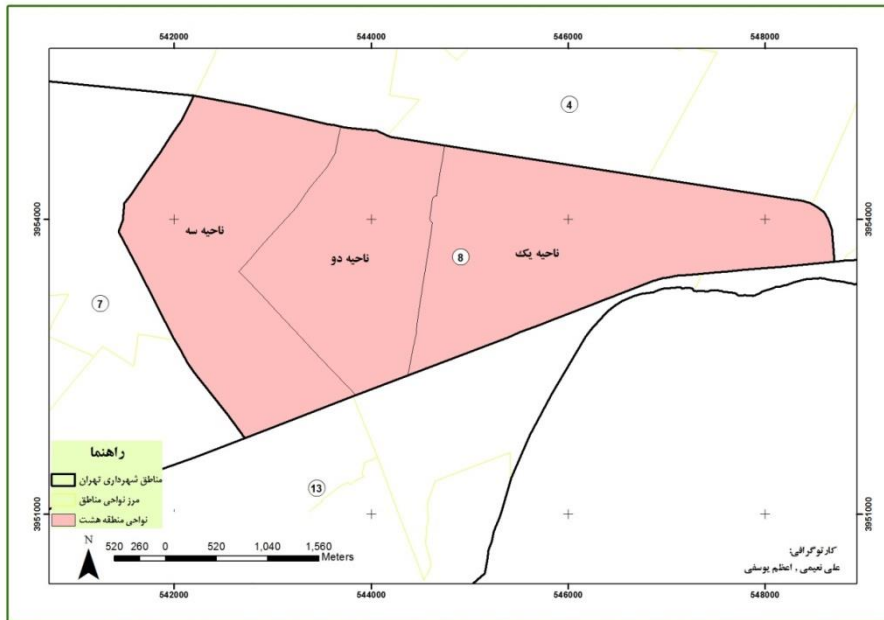 542000 544000 546000 548000
4
3954000 3954000
ناحیه سه
ناحیه دو
ناحیه یک
8
7
راهنما
مناطق شهرداری تهران
مرز نواحی مناطق
نواحی منطقه هشت
13
3951000 3951000
N
520 260 0 520 1,040 1,560
Meters
کارتوگرافی:
علی نعیمی , اعظم یوسفی
542000 544000 546000 548000